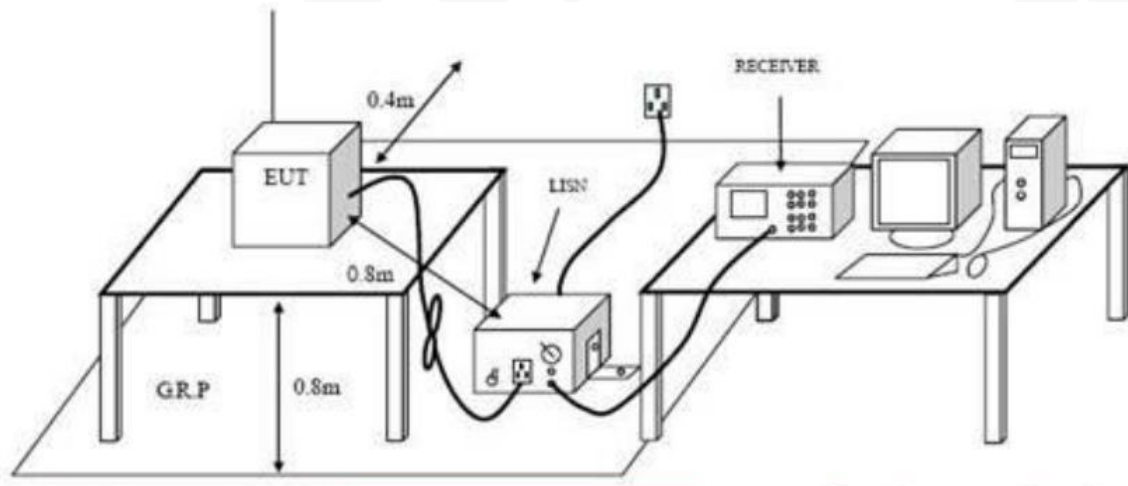 RECEIVER
0.4m
EUT
LISN
0.8m
G.R.P
0.8m